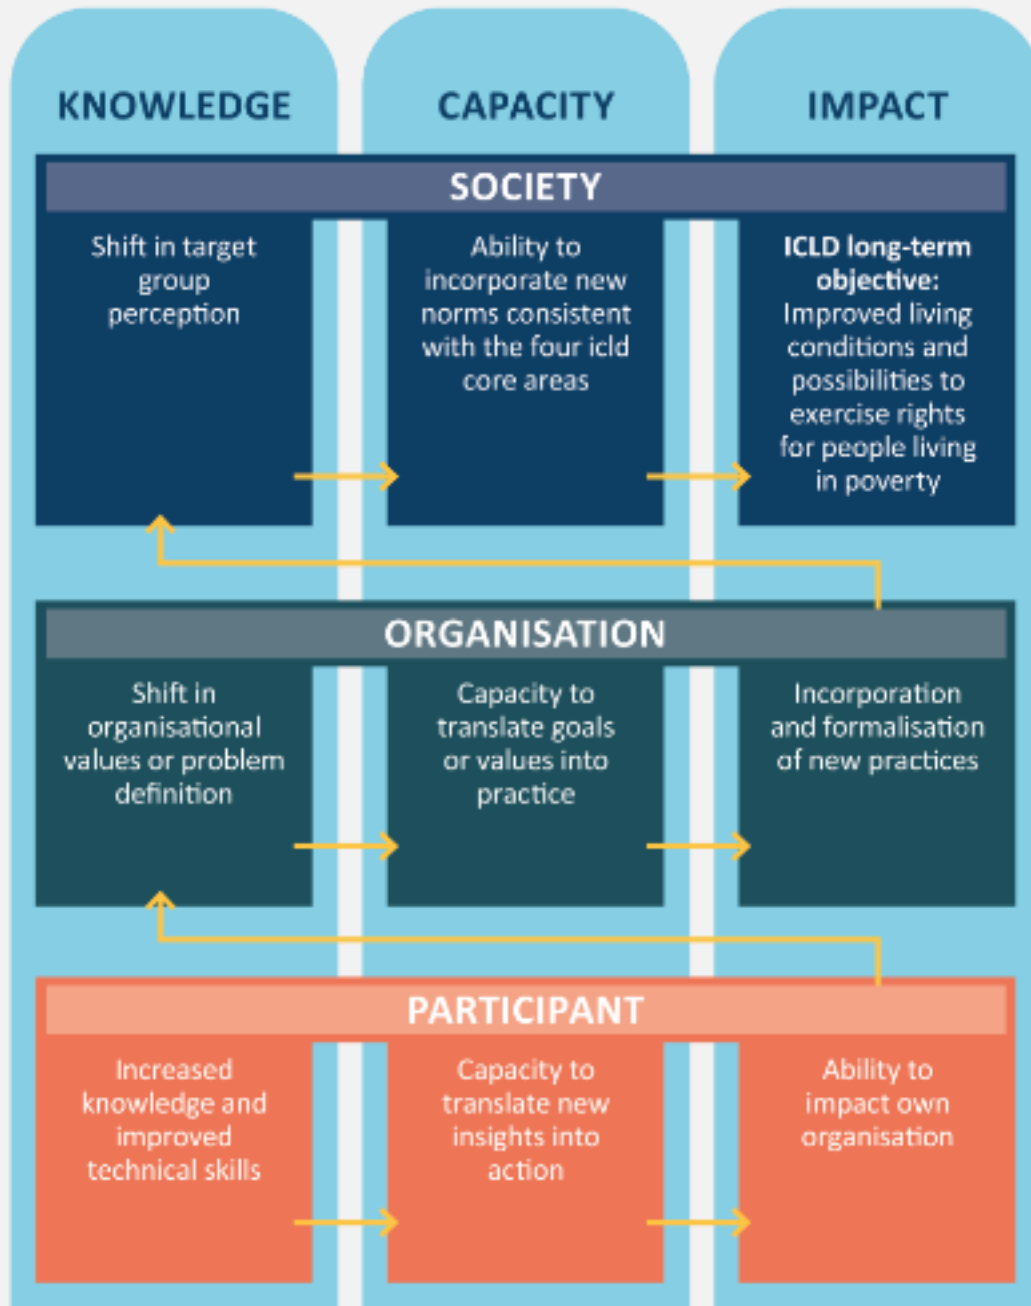 KNOWLEDGE
CAPACITY
IMPACT
SOCIETY
Shift in target
group
perception
Ability to
incorporate new
norms consistent
with the four icld
core areas
ICLD long-term
objective:
Improved living
conditions and
possibilities to
exercise rights
for people living
in poverty
ORGANISATION
Shift in
organisational
values or problem
definition
Capacity to
translate goals
or values into
practice
Incorporation
and formalisation
of new practices
PARTICIPANT
Increased
knowledge and
improved
technical skills
Capacity to
translate new
insights into
action
Ability to
impact own
organisation